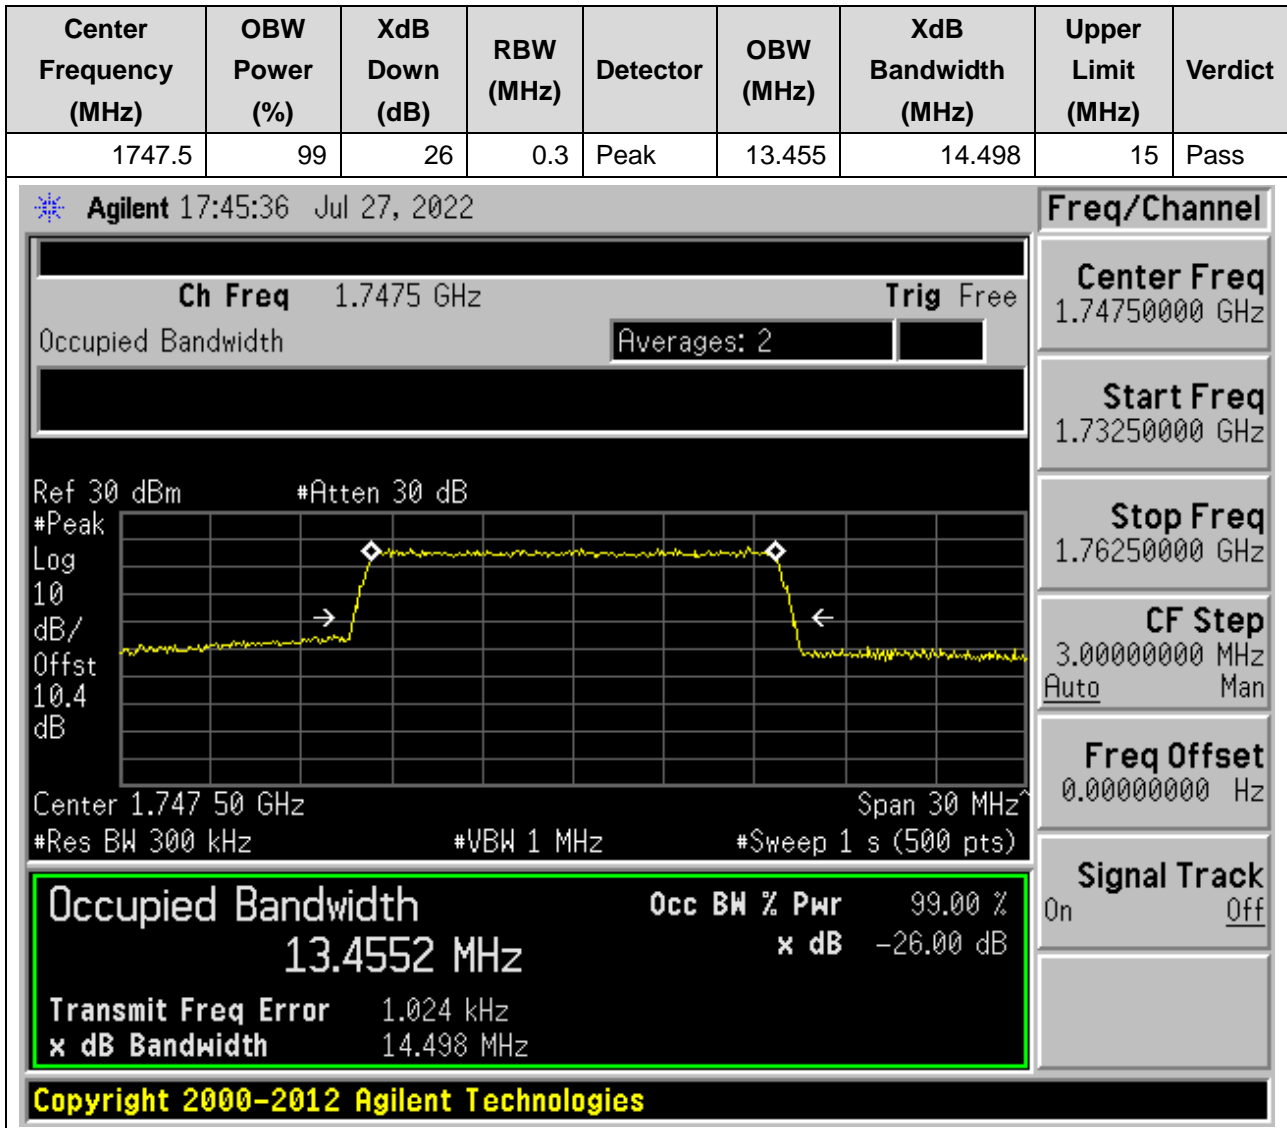 Center Frequency (MHz) OBW Power (%) XdB Down (dB) RBW (MHz) Detector OBW (MHz) XdB Bandwidth (MHz) Upper Limit (MHz) Verdict
1747.5 99 26 0.3 Peak 13.455 14.498 15 Pass
Agilent 17:45:36 Jul 27, 2022
Freq/Channel
Ch Freq 1.7475 GHz Trig Free
Occupied Bandwidth Averages: 2
Center Freq
1.74750000 GHz
Start Freq
1.73250000 GHz
Stop Freq
1.76250000 GHz
CF Step
3.00000000 MHz
Auto Man
Freq Offset
0.00000000 Hz
Signal Track
On Off
Ref 30 dBm #Atten 30 dB
#Peak
Log
10
dB/
Offst
10.4
dB
Center 1.747 50 GHz Span 30 MHz^
#Res BW 300 kHz #VBW 1 MHz #Sweep 1 s (500 pts)
Occupied Bandwidth
13.4552 MHz
Occ BW % Pwr 99.00 %
x dB -26.00 dB
Transmit Freq Error 1.024 kHz
x dB Bandwidth 14.498 MHz
Copyright 2000-2012 Agilent Technologies